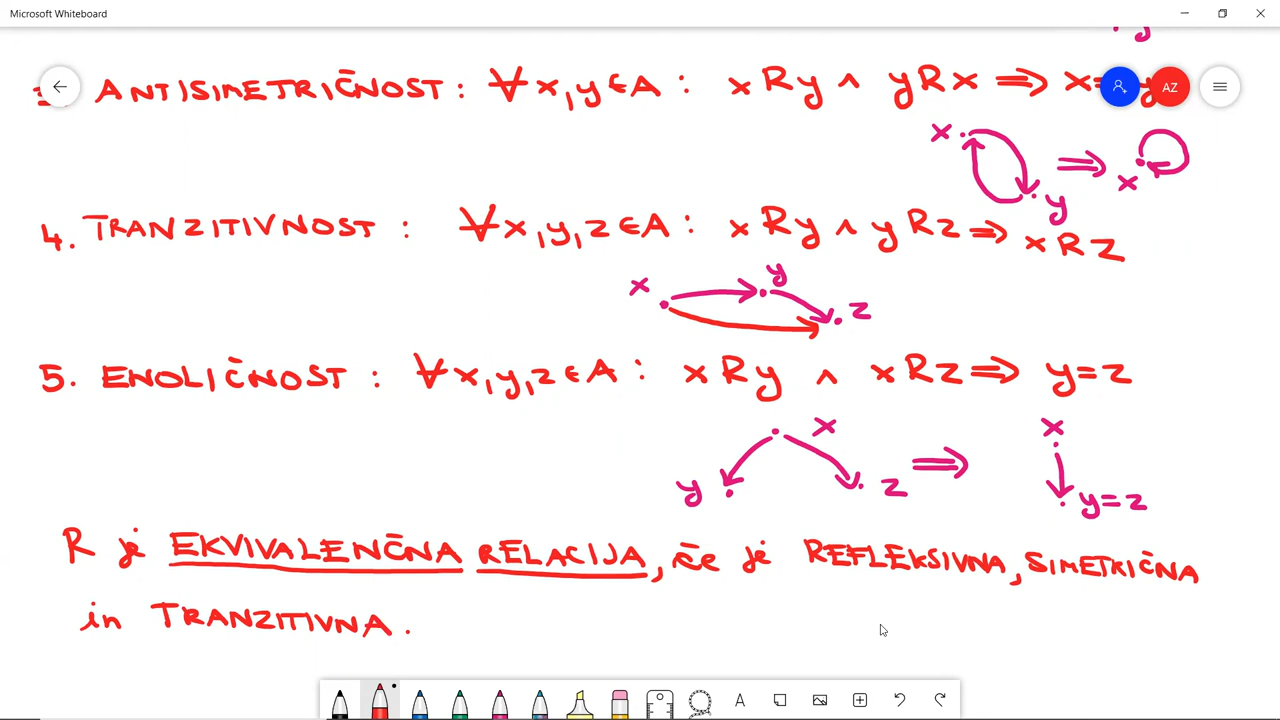 Microsoft Whiteboard
y
ANTISIMETRIČNOST: ∀x,y∈A: xRy ∧ yRx ⇒ x=y
AZ
x y ⇒ x
4. TRANZITIVNOST: ∀x,y,z∈A: xRy ∧ yRz ⇒ xRz
x y z
5. ENOLIČNOST: ∀x,y,z∈A: xRy ∧ xRz ⇒ y=z
x x
y z ⇒ y=z
R je EKVIVALENČNA RELACIJA, če je REFLEKSIVNA, SIMETRIČNA
in TRANZITIVNA.
A